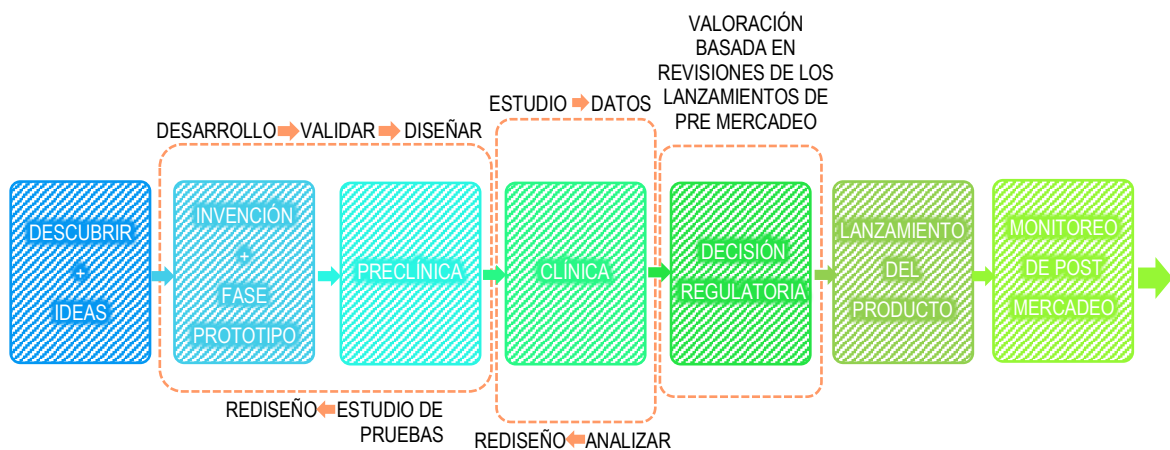 VALORACIÓN
BASADA EN
REVISIONES DE LOS
LANZAMIENTOS DE
PRE MERCADEO
ESTUDIO DATOS
DESARROLLO VALIDAR DISEÑAR
DESCUBRIR
+
IDEAS
INVENCIÓN
+
FASE
PROTOTIPO
PRECLÍNICA
CLÍNICA
DECISIÓN
REGULATORIA
LANZAMIENTO
DEL
PRODUCTO
MONITOREO
DE POST
MERCADEO
REDISEÑO ESTUDIO DE
PRUEBAS
REDISEÑO ANALIZAR